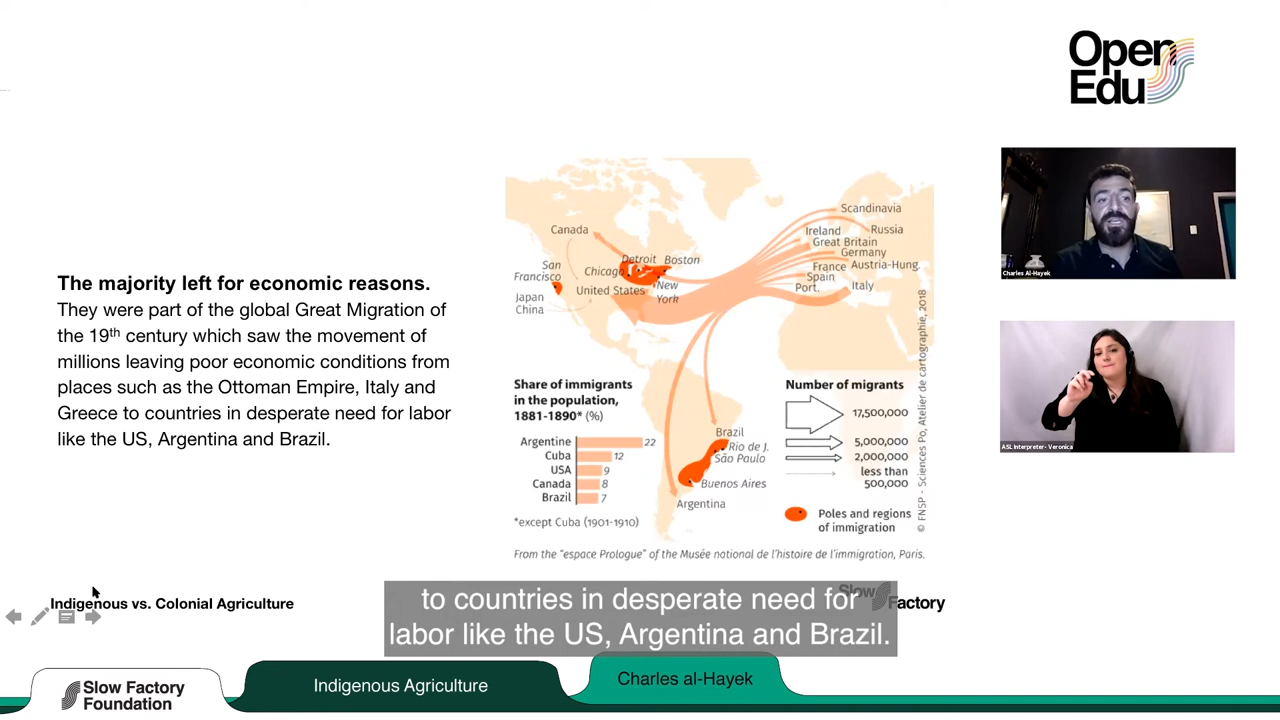 Open
Edu
The majority left for economic reasons.
They were part of the global Great Migration of
the 19th century which saw the movement of
millions leaving poor economic conditions from
places such as the Ottoman Empire, Italy and
Greece to countries in desperate need for labor
like the US, Argentina and Brazil.
Canada
San
Francisco
Japan
China
Chicago
Detroit
Boston
United States
New
York
Scandinavia
Ireland
Russia
Great Britain
Germany
France
Austria-Hung.
Spain
Port.
Italy
Share of immigrants
in the population,
1881-1890* (%)
Argentine 22
Cuba 12
USA 9
Canada 8
Brazil 7
*except Cuba (1901-1910)
Brazil
Rio de J.
São Paulo
Buenos Aires
Argentina
Number of migrants
17,500,000
5,000,000
2,000,000
less than
500,000
Poles and regions
of immigration
© FNSP - Sciences Po, Atelier de cartographie, 2018
From the “espace Prologue” of the Musée national de l’histoire de l’immigration, Paris.
Charles Al-Hayek
ASL Interpreter- Veronica
Indigenous vs. Colonial Agriculture
Slow
Factory
to countries in desperate need for
labor like the US, Argentina and Brazil.
Slow Factory
Foundation
Indigenous Agriculture
Charles al-Hayek